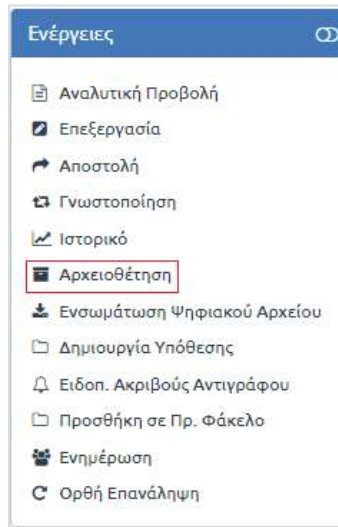 Ενέργειες
Αναλυτική Προβολή
Επεξεργασία
Αποστολή
Γνωστοποίηση
Ιστορικό
Αρχειοθέτηση
Ενσωμάτωση Ψηφιακού Αρχείου
Δημιουργία Υπόθεσης
Ειδοπ. Ακριβούς Αντιγράφου
Προσθήκη σε Πρ. Φάκελο
Ενημέρωση
Ορθή Επανάληψη